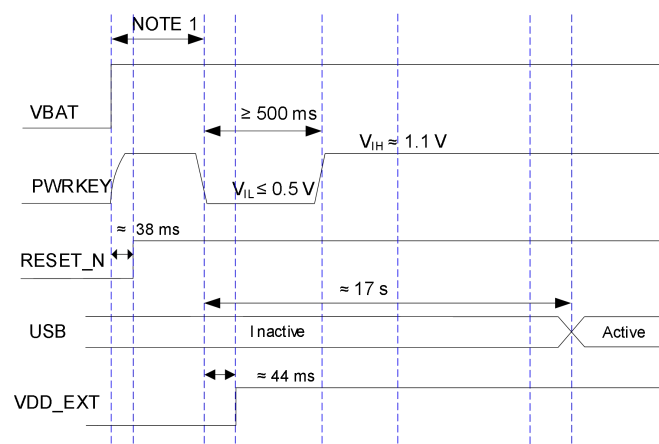 NOTE 1
VBAT
≥ 500 ms
V_IH ≈ 1.1 V
PWRKEY
V_IL ≤ 0.5 V
≈ 38 ms
RESET_N
≈ 17 s
USB
Inactive
Active
≈ 44 ms
VDD_EXT